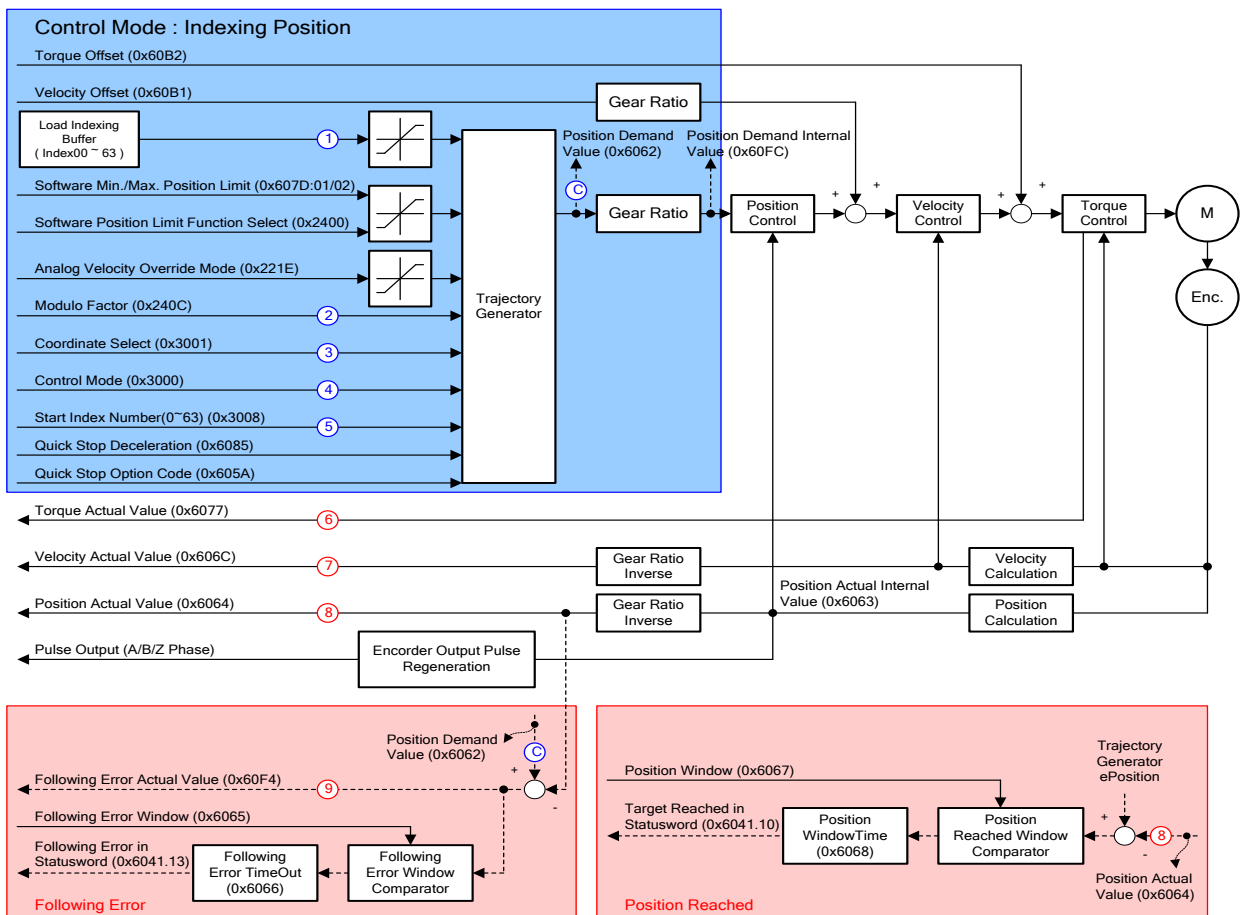 Control Mode : Indexing Position
Torque Offset (0x60B2)
Velocity Offset (0x60B1)
Gear Ratio
Load Indexing
Buffer
( Index00 ~ 63 )
1
Position Demand
Value (0x6062)
Position Demand Internal
Value (0x60FC)
C
Software Min./Max. Position Limit (0x607D:01/02)
Software Position Limit Function Select (0x2400)
Gear Ratio
Position
Control
+
+
Velocity
Control
+
+
Torque
Control
M
Analog Velocity Override Mode (0x221E)
Trajectory
Generator
Enc.
Modulo Factor (0x240C)
2
Coordinate Select (0x3001)
3
Control Mode (0x3000)
4
Start Index Number(0~63) (0x3008)
5
Quick Stop Deceleration (0x6085)
Quick Stop Option Code (0x605A)
Torque Actual Value (0x6077)
6
Velocity Actual Value (0x606C)
7
Gear Ratio
Inverse
Velocity
Calculation
Position Actual Value (0x6064)
8
Gear Ratio
Inverse
Position Actual Internal
Value (0x6063)
Position
Calculation
Pulse Output (A/B/Z Phase)
Encorder Output Pulse
Regeneration
Position Demand
Value (0x6062)
C
+
-
Following Error Actual Value (0x60F4)
9
Following Error Window (0x6065)
Following Error in
Statusword (0x6041.13)
Following
Error TimeOut
(0x6066)
Following
Error Window
Comparator
Following Error
Trajectory
Generator
ePosition
Position Window (0x6067)
Target Reached in
Statusword (0x6041.10)
Position
WindowTime
(0x6068)
Position
Reached Window
Comparator
+
-
8
Position Actual
Value (0x6064)
Position Reached